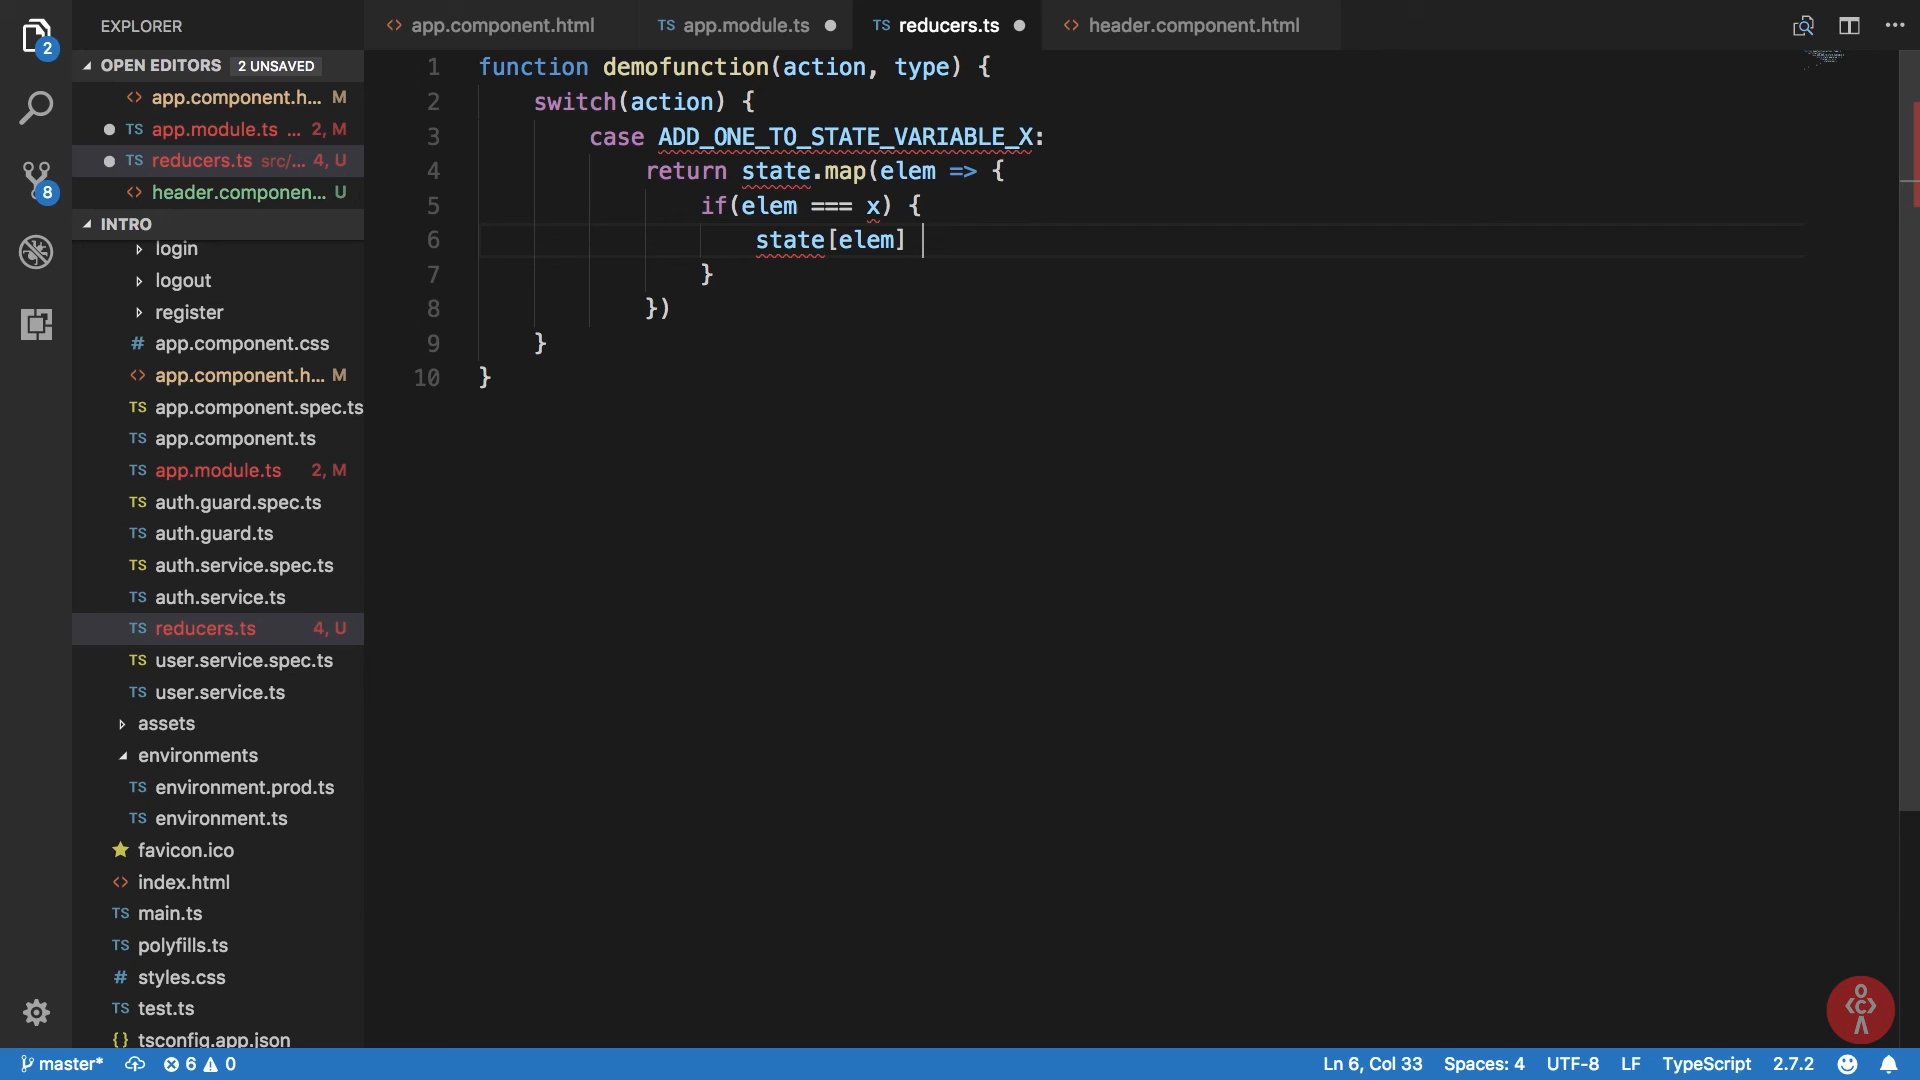 EXPLORER
OPEN EDITORS 2 UNSAVED
<> app.component.h... M
TS app.module.ts ... 2, M
TS reducers.ts src/... 4, U
<> header.componen... U
INTRO
login
logout
register
# app.component.css
<> app.component.h... M
TS app.component.spec.ts
TS app.component.ts
TS app.module.ts 2, M
TS auth.guard.spec.ts
TS auth.guard.ts
TS auth.service.spec.ts
TS auth.service.ts
TS reducers.ts 4, U
TS user.service.spec.ts
TS user.service.ts
assets
environments
TS environment.prod.ts
TS environment.ts
favicon.ico
<> index.html
TS main.ts
TS polyfills.ts
# styles.css
TS test.ts
{} tsconfig.app.json
2
8
<> app.component.html
TS app.module.ts
TS reducers.ts
<> header.component.html
1 function demofunction(action, type) {
2 switch(action) {
3 case ADD_ONE_TO_STATE_VARIABLE_X:
4 return state.map(elem => {
5 if(elem === x) {
6 state[elem]
7 }
8 })
9 }
10 }
master* 6 0
Ln 6, Col 33 Spaces: 4 UTF-8 LF TypeScript 2.7.2